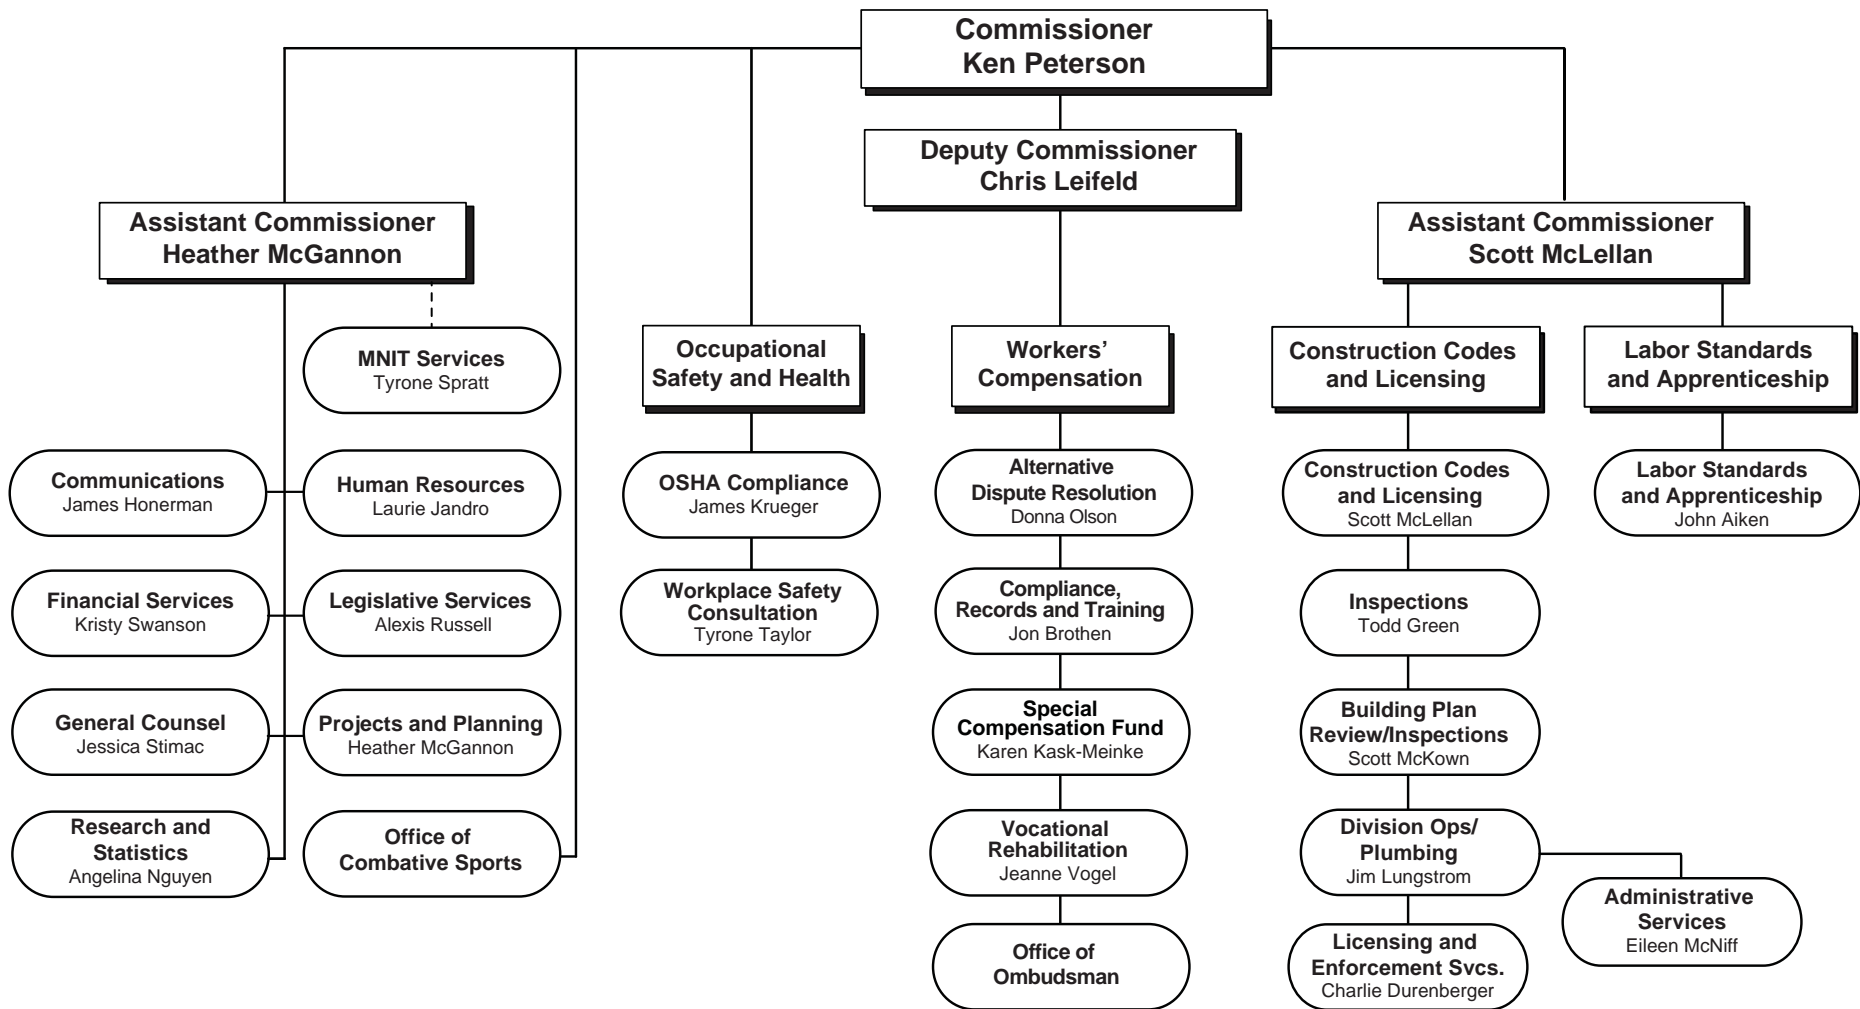 Commissioner
Ken Peterson
Deputy Commissioner
Chris Leifeld
Assistant Commissioner
Heather McGannon
Assistant Commissioner
Scott McLellan
MNIT Services
Tyrone Spratt
Occupational
Safety and Health
Workers’
Compensation
Construction Codes
and Licensing
Labor Standards
and Apprenticeship
Communications
James Honerman
Human Resources
Laurie Jandro
OSHA Compliance
James Krueger
Alternative
Dispute Resolution
Donna Olson
Construction Codes
and Licensing
Scott McLellan
Labor Standards
and Apprenticeship
John Aiken
Financial Services
Kristy Swanson
Legislative Services
Alexis Russell
Workplace Safety
Consultation
Tyrone Taylor
Compliance,
Records and Training
Jon Brothen
Inspections
Todd Green
General Counsel
Jessica Stimac
Projects and Planning
Heather McGannon
Special
Compensation Fund
Karen Kask-Meinke
Building Plan
Review/Inspections
Scott McKown
Research and
Statistics
Angelina Nguyen
Office of
Combative Sports
Vocational
Rehabilitation
Jeanne Vogel
Division Ops/
Plumbing
Jim Lungstrom
Administrative
Services
Eileen McNiff
Office of
Ombudsman
Licensing and
Enforcement Svcs.
Charlie Durenberger